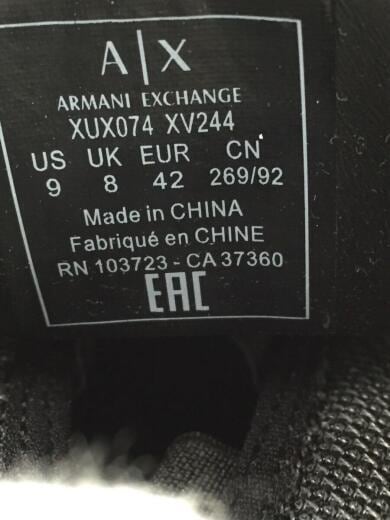 A|X
ARMANI EXCHANGE
XUX074 XV244
US UK EUR CN
9 8 42 269/92
Made in CHINA
Fabriqué en CHINE
RN 103723 - CA 37360
EAC